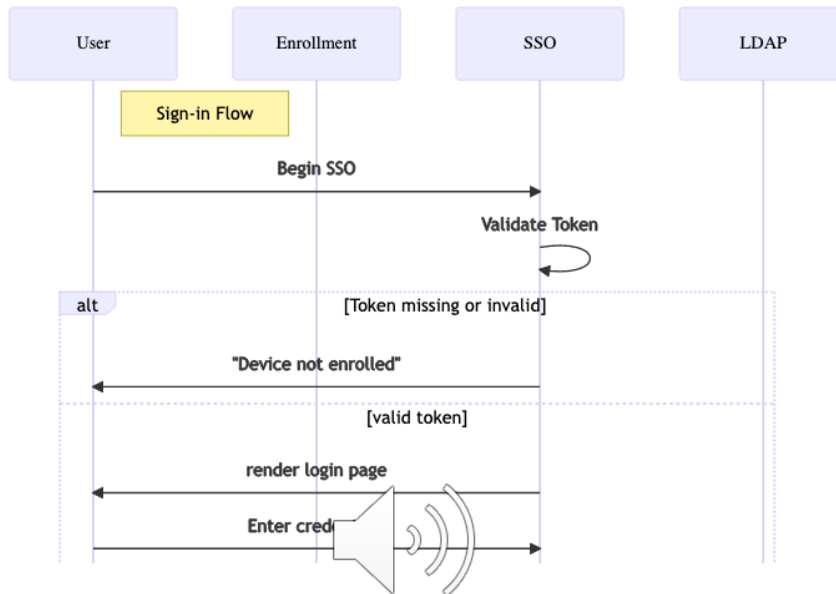 User Enrollment SSO LDAP
Sign-in Flow
Begin SSO
Validate Token
alt [Token missing or invalid]
"Device not enrolled"
[valid token]
render login page
Enter